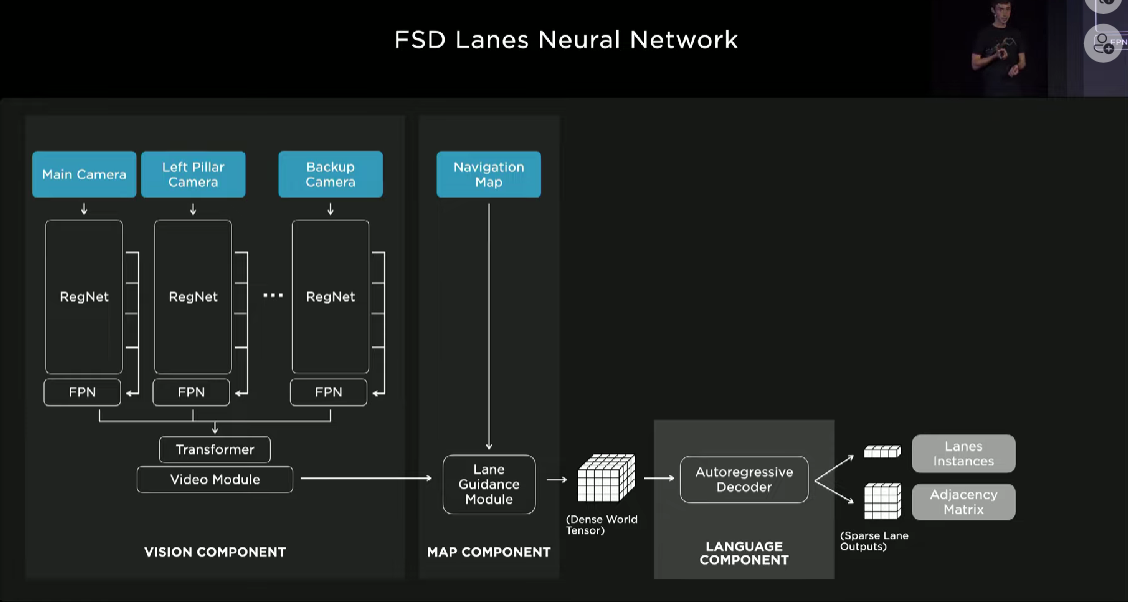 FSD Lanes Neural Network
FPN
Main Camera
Left Pillar
Camera
Backup
Camera
Navigation
Map
RegNet
RegNet
...
RegNet
FPN
FPN
FPN
Transformer
Video Module
Lane
Guidance
Module
(Dense World
Tensor)
Autoregressive
Decoder
Lanes
Instances
Adjacency
Matrix
(Sparse Lane
Outputs)
VISION COMPONENT
MAP COMPONENT
LANGUAGE
COMPONENT